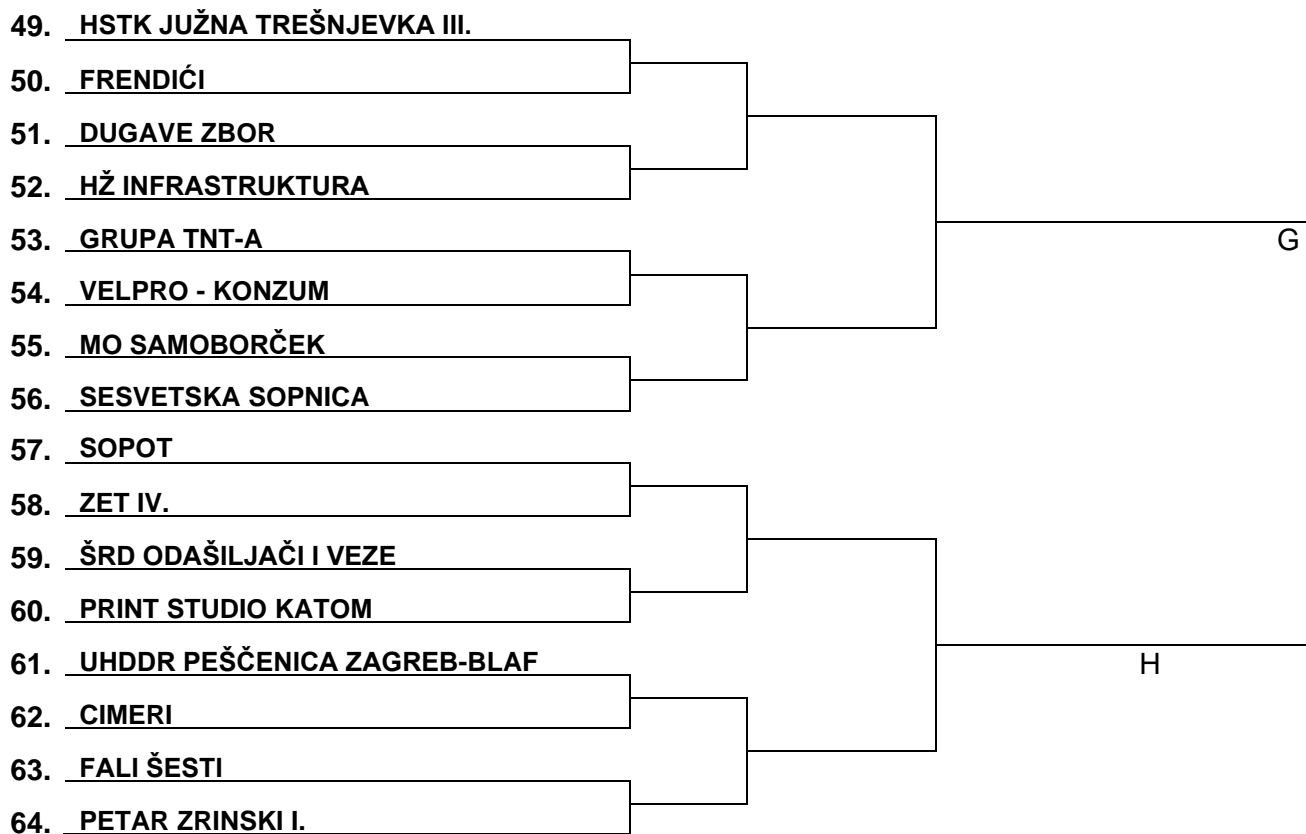 49. HSTK JUŽNA TREŠNJEVKA III.
50. FRENDIĆI
51. DUGAVE ZBOR
52. HŽ INFRASTRUKTURA
53. GRUPA TNT-A
G
54. VELPRO - KONZUM
55. MO SAMOBORČEK
56. SESVETSKA SOPNICA
57. SOPOT
58. ZET IV.
59. ŠRD ODAŠILJAČI I VEZE
60. PRINT STUDIO KATOM
61. UHDDR PEŠČENICA ZAGREB-BLAF
H
62. CIMERI
63. FALI ŠESTI
64. PETAR ZRINSKI I.